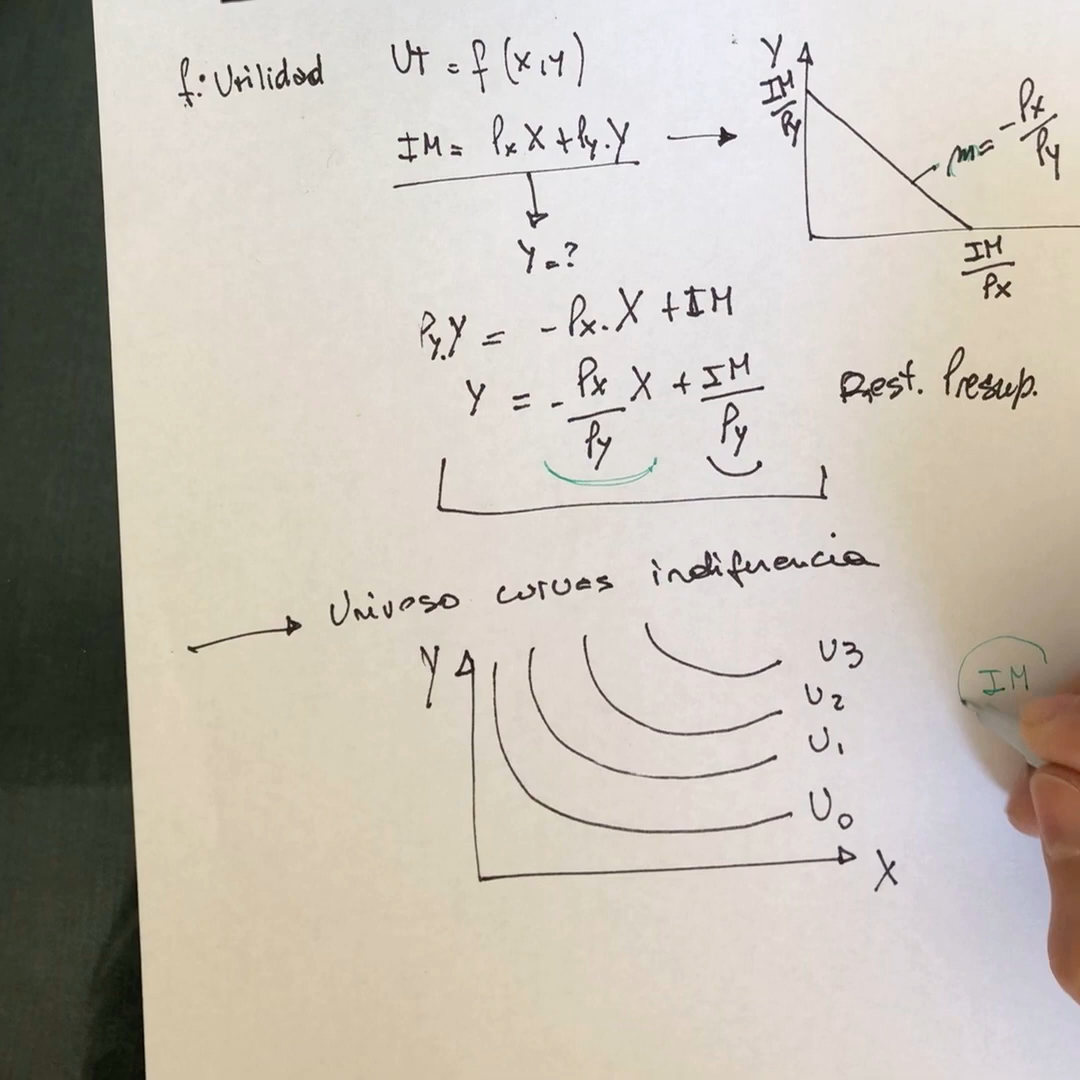 f: Utilidad UT = f (x,y)
IM = Px X + Py.Y
Y = ?
Py.Y = - Px. X + IM
Y = - Px/Py X + IM/Py
Rest. Presup.
Y
IM/Py
m = - Px/Py
IM/Px
Univeso curvas indiferencia
Y
U3
U2
U1
U0
X
IM